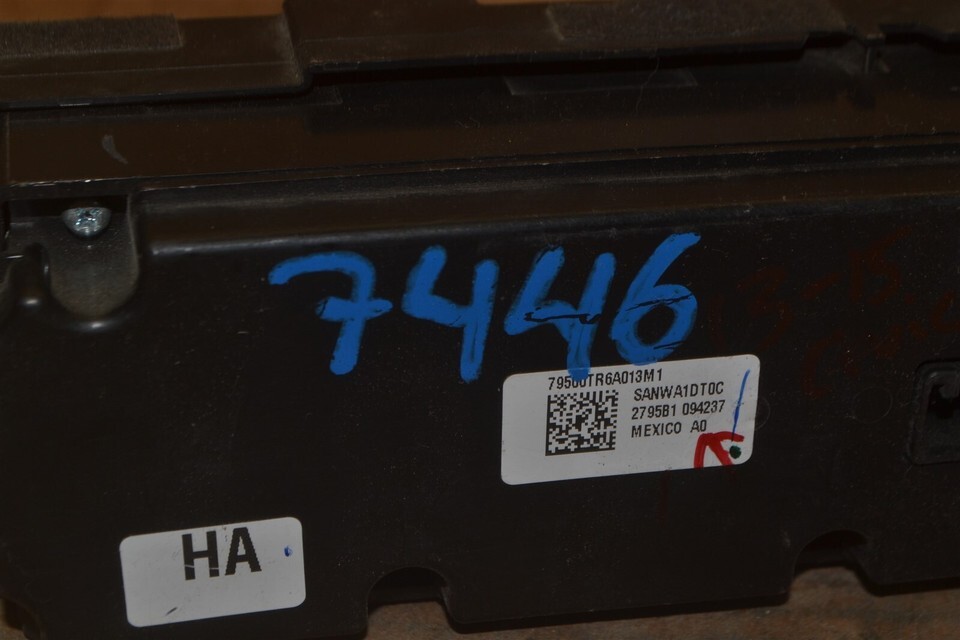 7446
79500TR6A013M1
SANWA1DT0C
2795B1 094237
MEXICO A0
HA